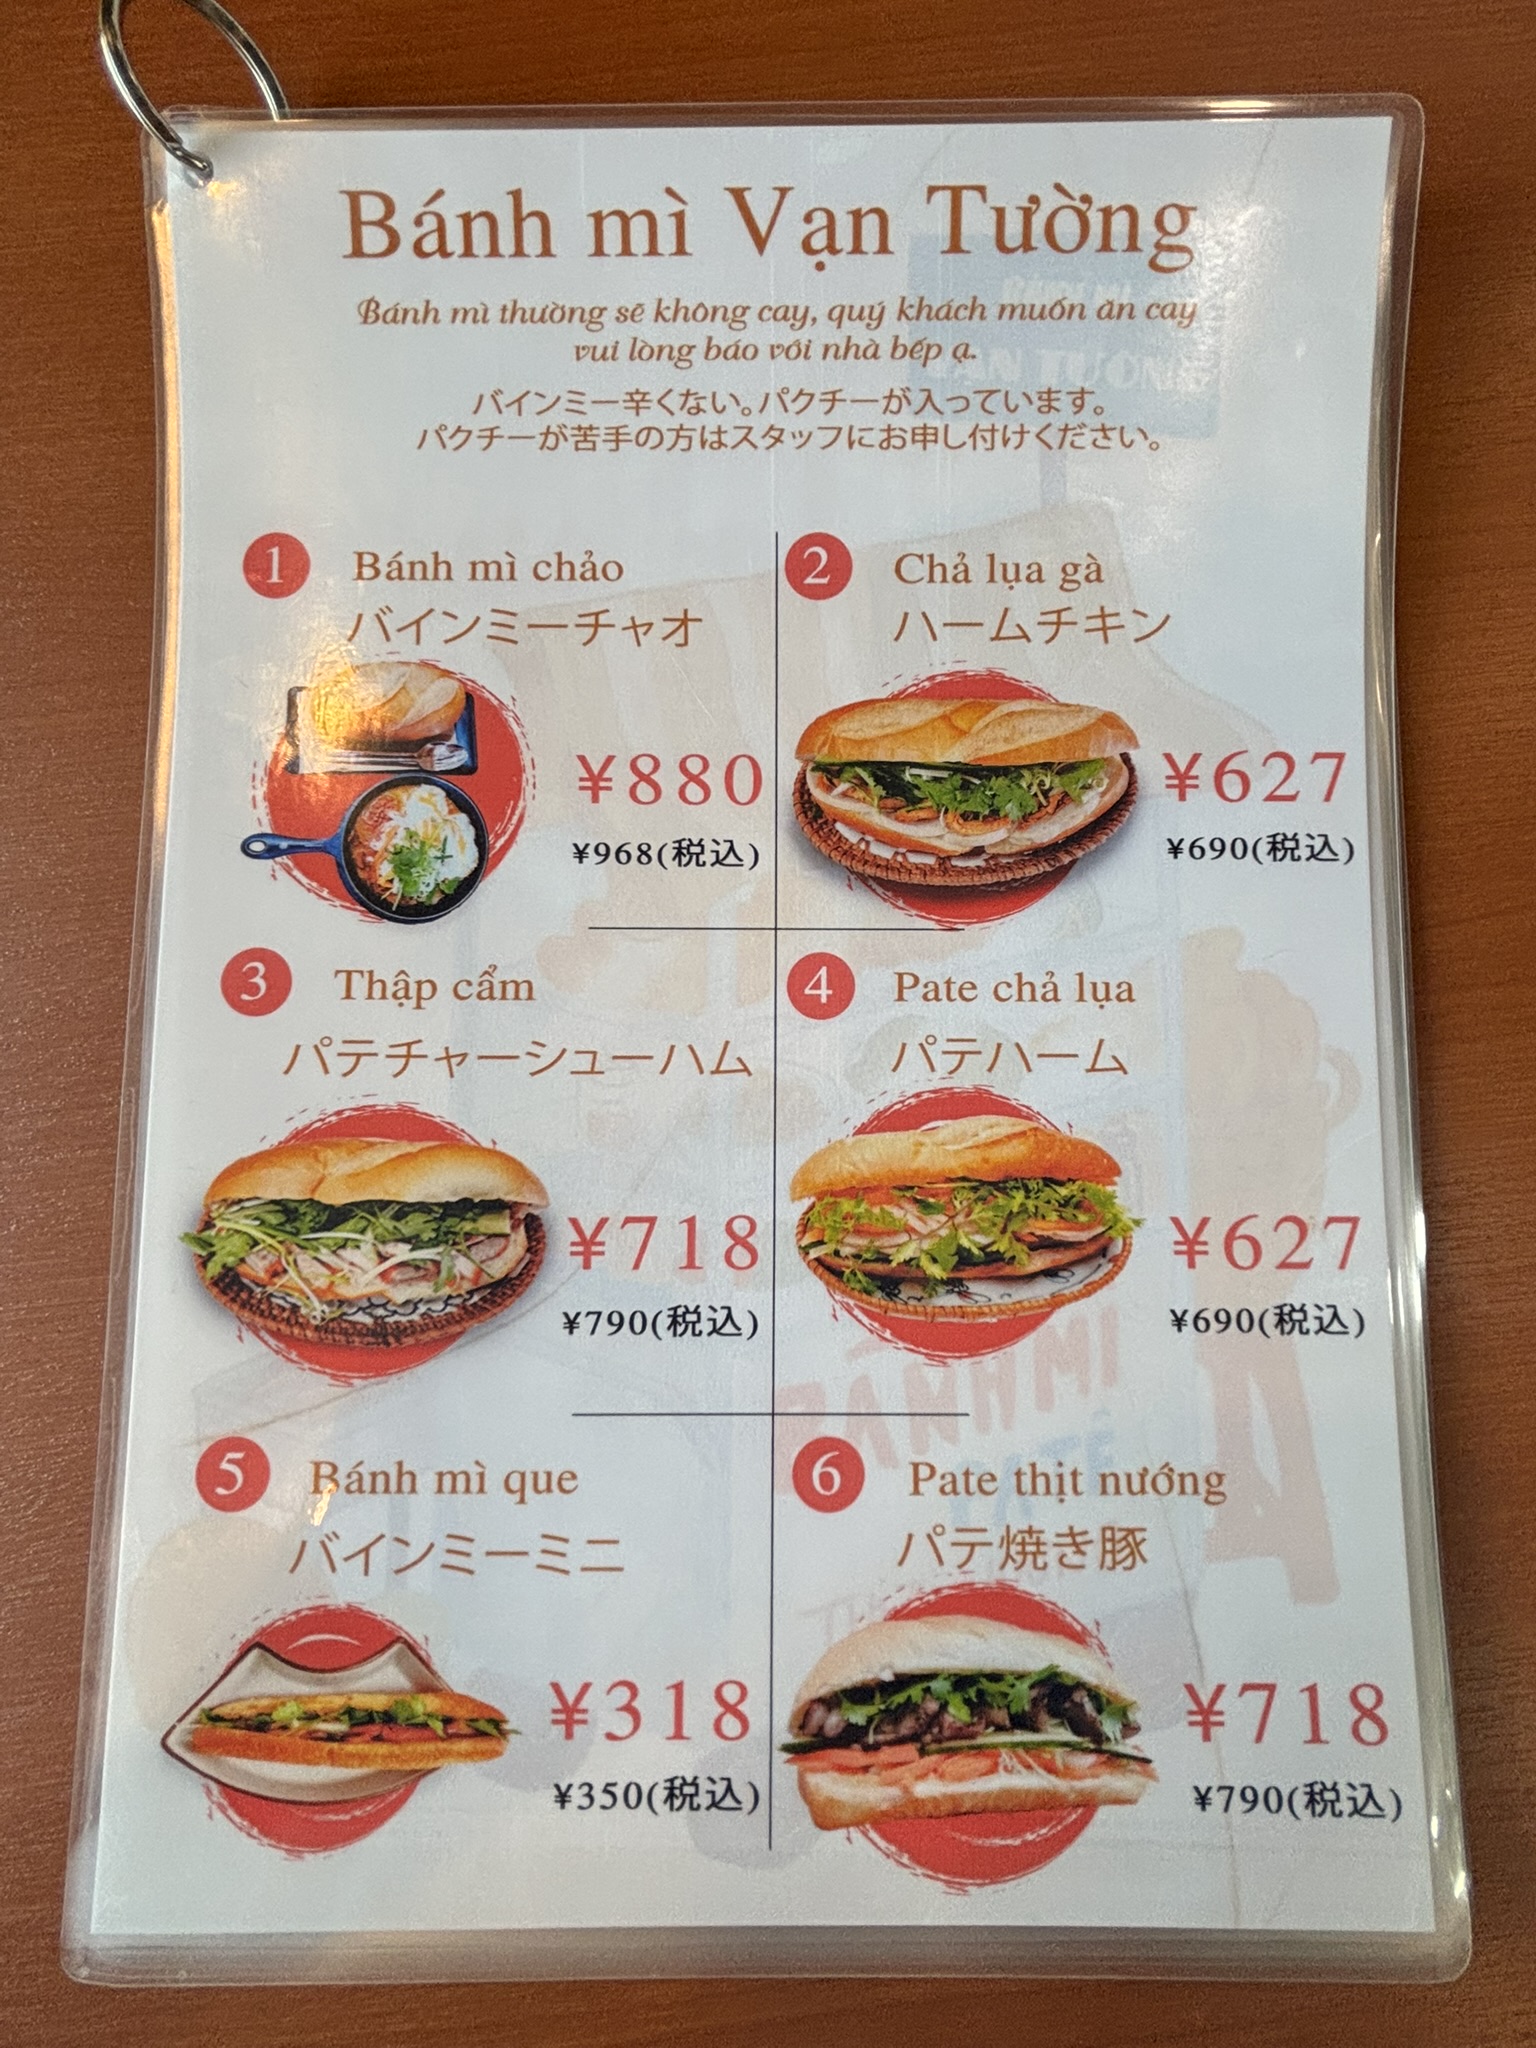 Bánh mì Vạn Tường
Bánh mì thường sẽ không cay, quý khách muốn ăn cay
vui lòng báo với nhà bếp ạ.
バインミー辛くない。パクチーが入っています。
パクチーが苦手の方はスタッフにお申し付けください。
1 Bánh mì chảo
バインミーチャオ
¥880
¥968(税込)
2 Chả lụa gà
ハームチキン
¥627
¥690(税込)
3 Thập cẩm
パテチャーシューハム
¥718
¥790(税込)
4 Pate chả lụa
パテハーム
¥627
¥690(税込)
5 Bánh mì que
バインミーミニ
¥318
¥350(税込)
6 Pate thịt nướng
パテ焼き豚
¥718
¥790(税込)